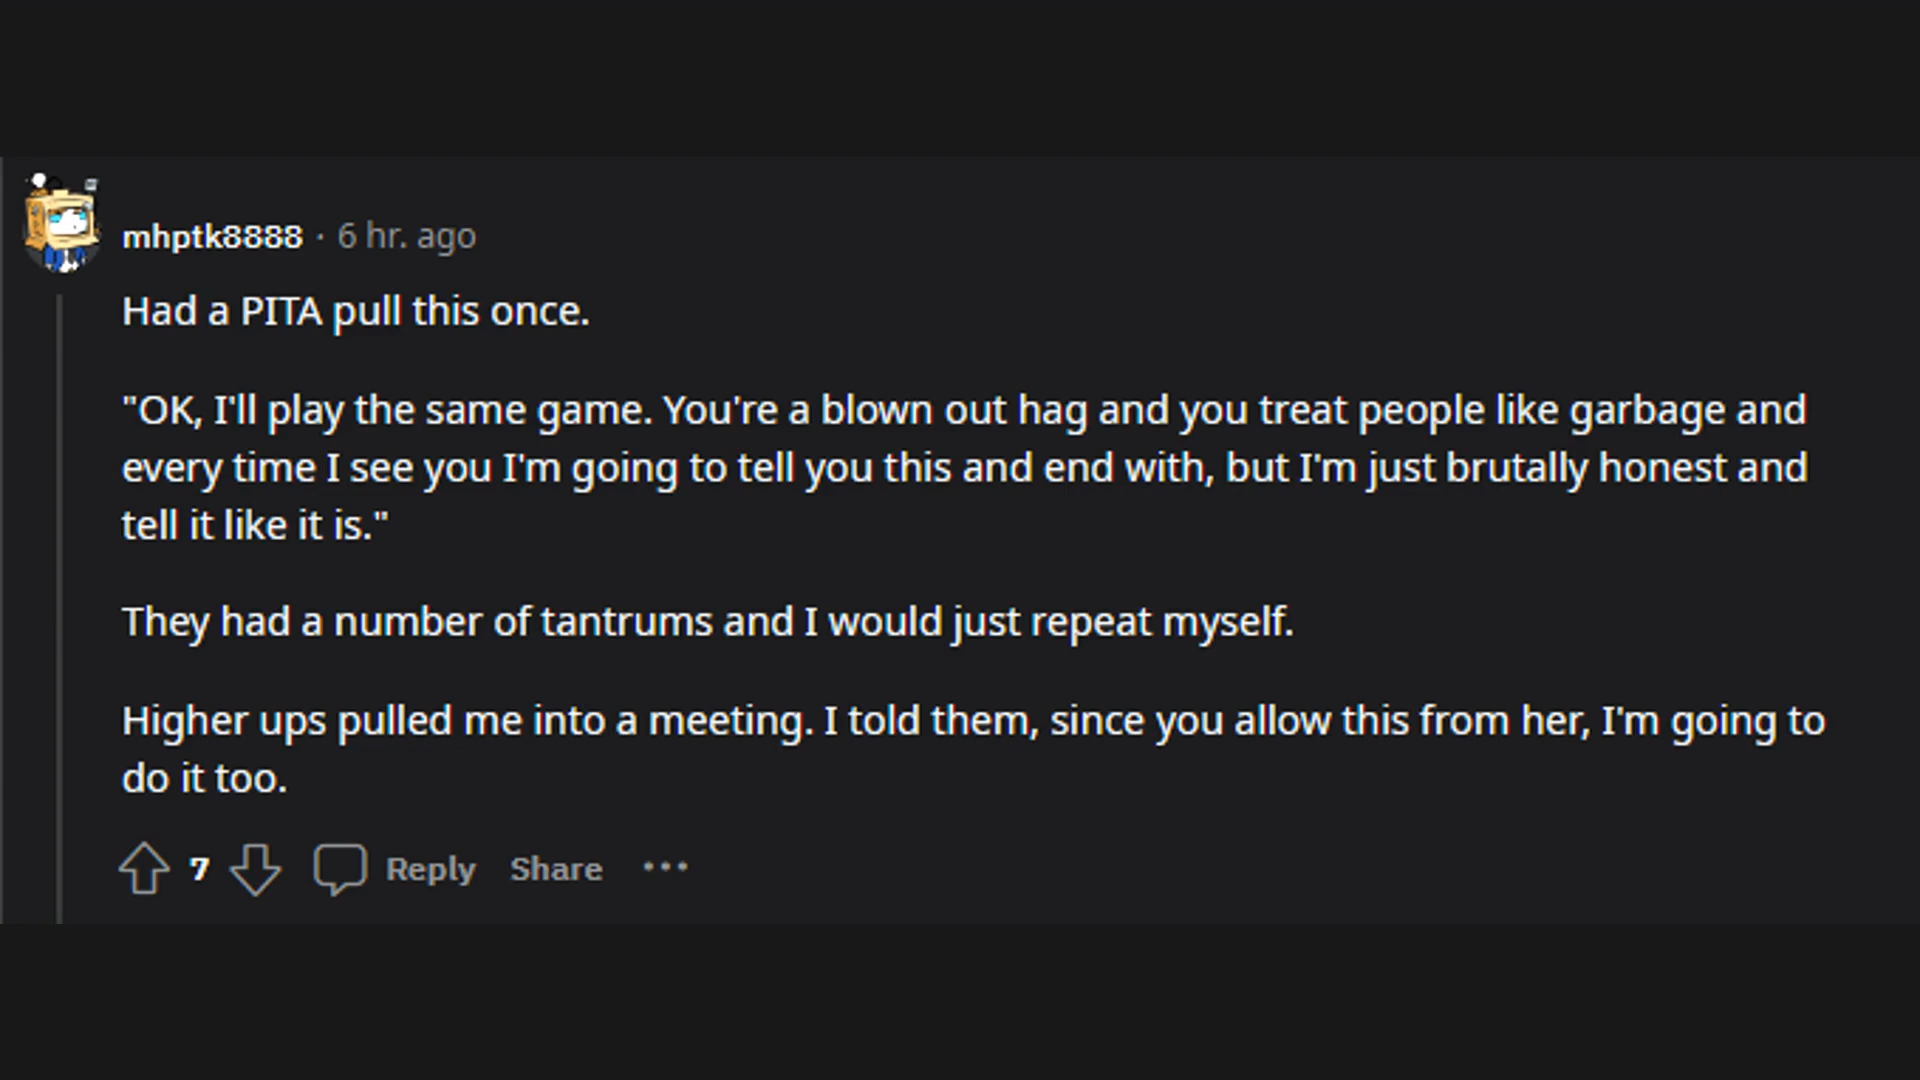 mhptk8888 · 6 hr. ago
Had a PITA pull this once.
"OK, I'll play the same game. You're a blown out hag and you treat people like garbage and
every time I see you I'm going to tell you this and end with, but I'm just brutally honest and
tell it like it is."
They had a number of tantrums and I would just repeat myself.
Higher ups pulled me into a meeting. I told them, since you allow this from her, I'm going to
do it too.
7 Reply Share ···